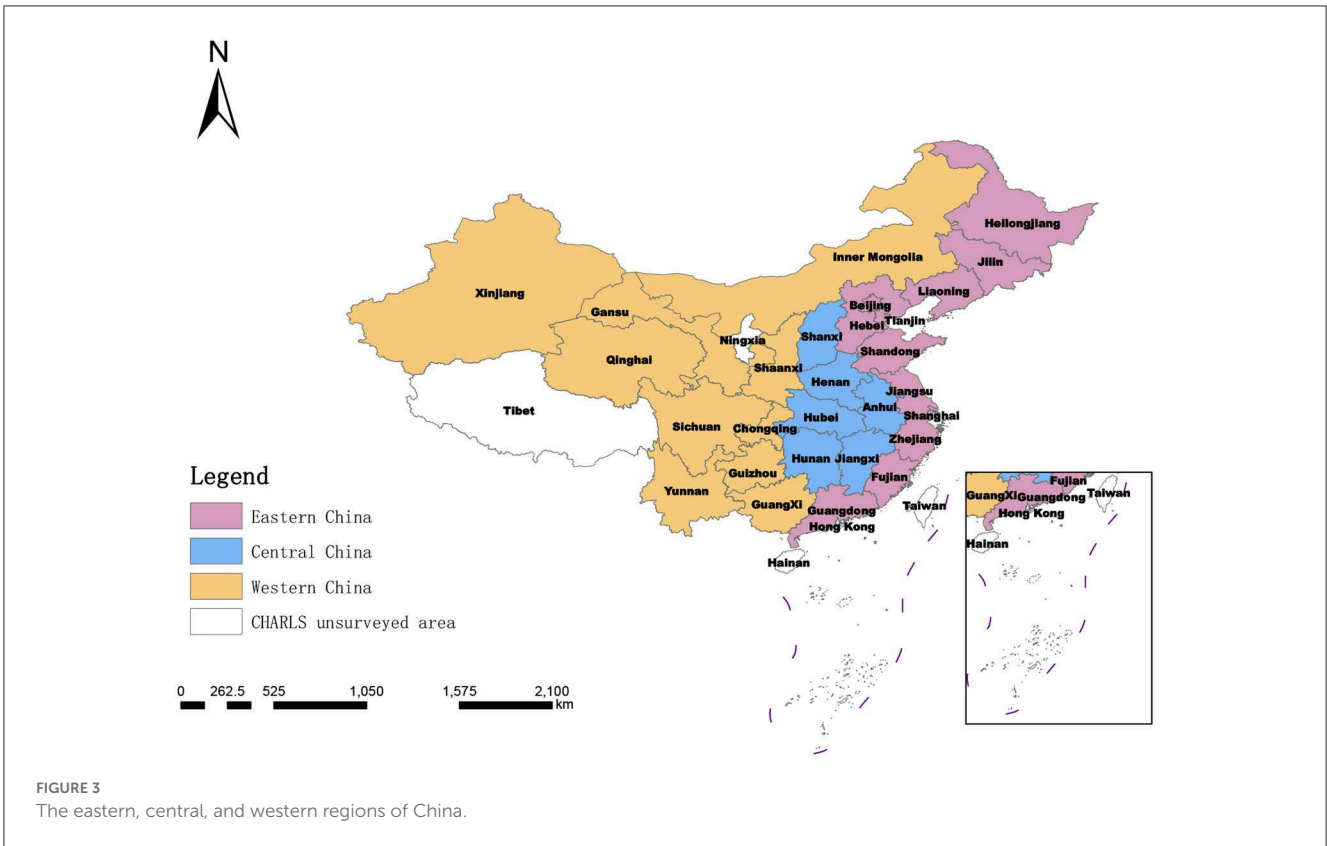 N
Heilongjiang
Jilin
Inner Mongolia
Liaoning
Xinjiang
Gansu
Beijing
Tianjin
Hebei
Ningxia
Shanxi
Shandong
Qinghai
Shaanxi
Henan
Jiangsu
Tibet
Anhui
Shanghai
Hubei
Sichuan
Chongqing
Zhejiang
Hunan
Jiangxi
Guizhou
Fujian
Yunnan
GuangXi
Guangdong
Taiwan
Hong Kong
Hainan
Legend
Eastern China
Central China
Western China
CHARLS unsurveyed area
0 262.5 525 1,050 1,575 2,100
km
Fujian
GuangXi Guangdong Taiwan
Hong Kong
Hainan
FIGURE 3
The eastern, central, and western regions of China.